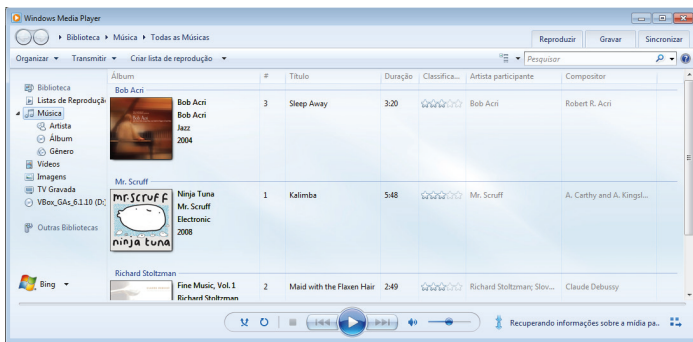 Windows Media Player
Biblioteca ▸ Música ▸ Todas as Músicas
Reproduzir Gravar Sincronizar
Organizar Transmitir Criar lista de reprodução Pesquisar
Álbum # Título Duração Classifica... Artista participante Compositor
Biblioteca
Listas de Reproduçã
Música
Artista
Álbum
Gênero
Vídeos
Imagens
TV Gravada
VBox_GAs_6.1.10 (D:)
Outras Bibliotecas
Bing
Bob Acri
Bob Acri 3 Sleep Away 3:20 Bob Acri Robert R. Acri
Bob Acri
Jazz
2004
Mr. Scruff
mr.scruff
ninja tuna
Ninja Tuna 1 Kalimba 5:48 Mr. Scruff A. Carthy and A. Kingsl...
Mr. Scruff
Electronic
2008
Richard Stoltzman
Fine Music, Vol. 1 2 Maid with the Flaxen Hair 2:49 Richard Stoltzman; Slov... Claude Debussy
Richard Stoltzman
Recuperando informações sobre a mídia pa..